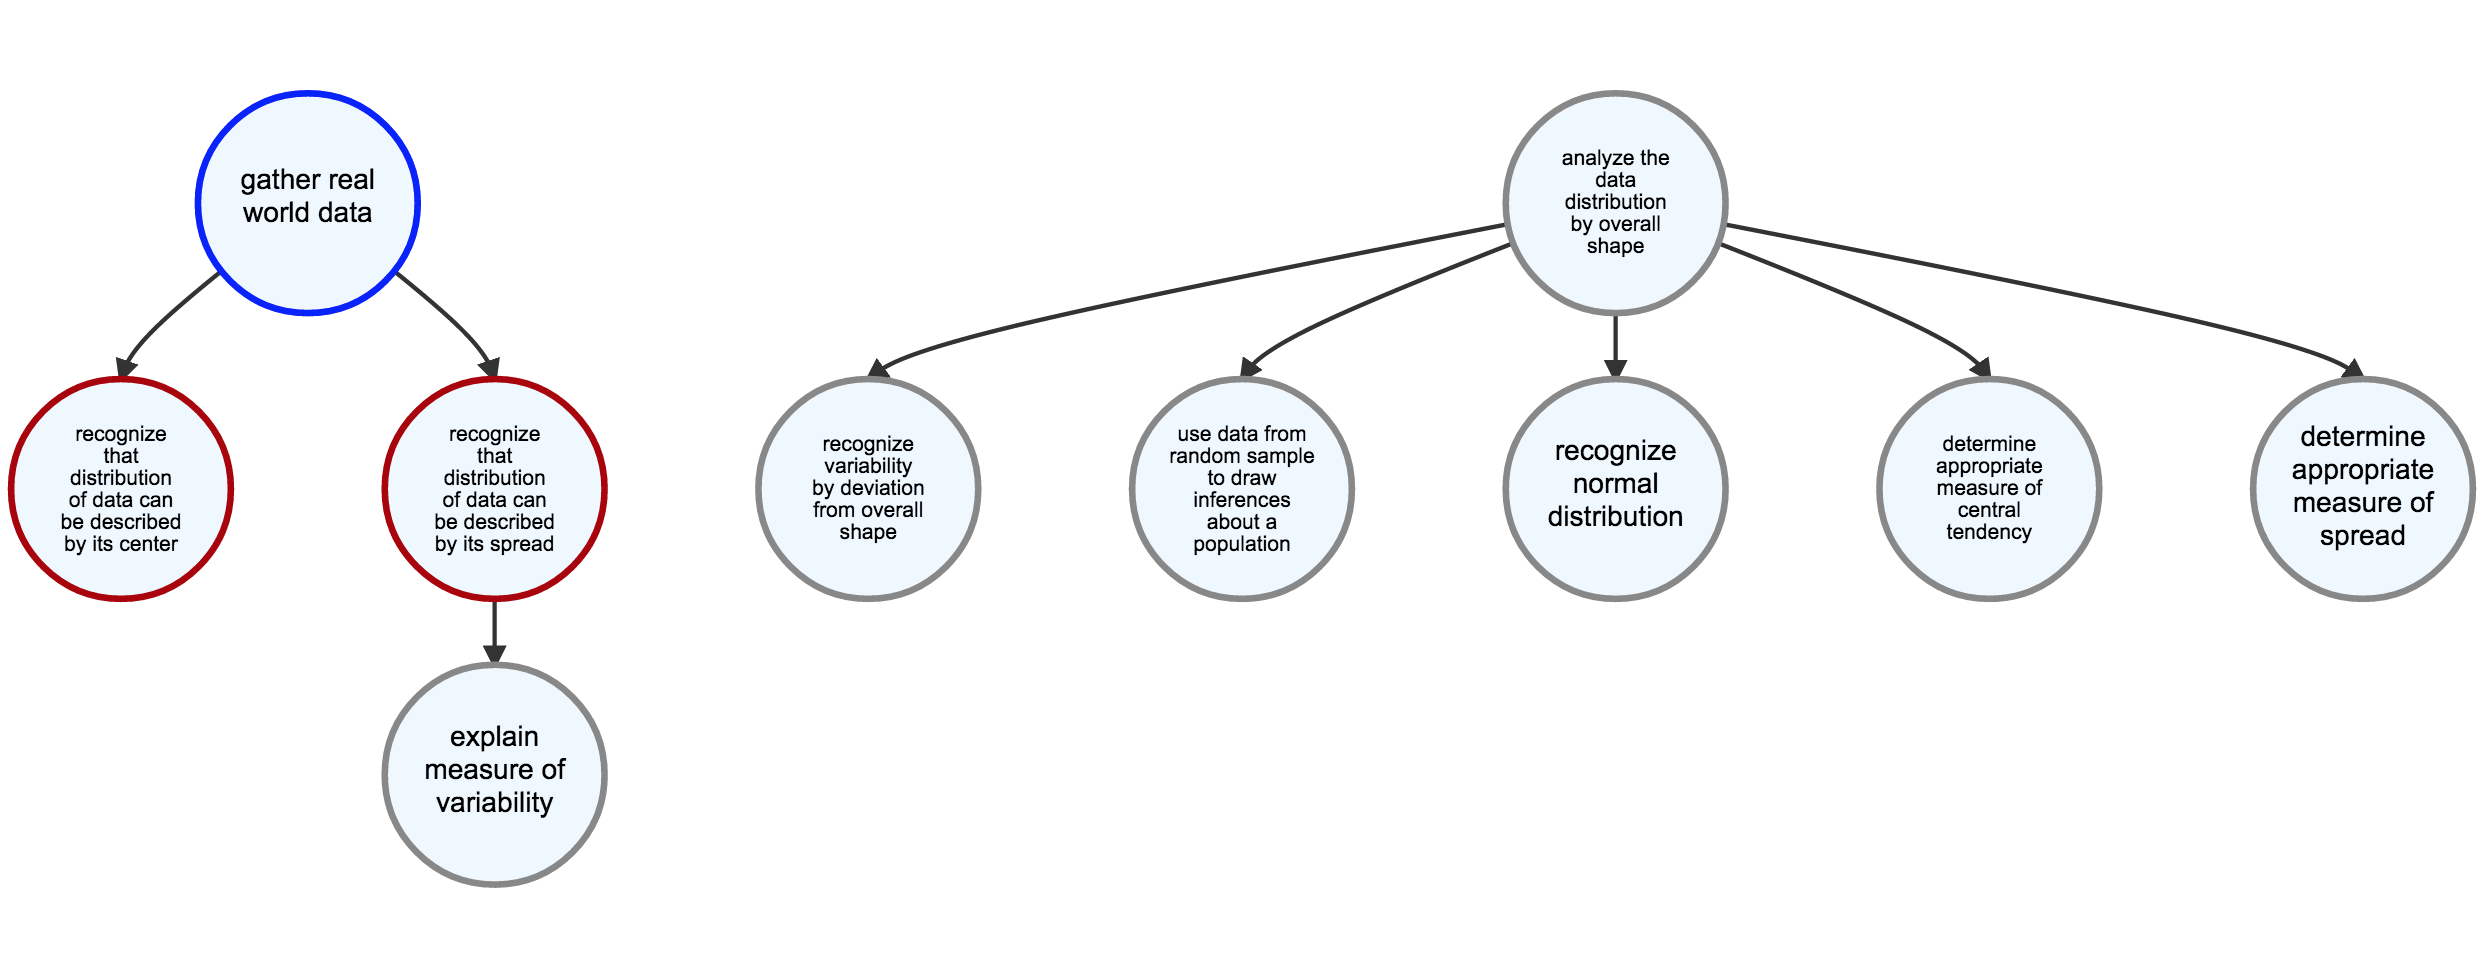 gather real
world data
analyze the
data
distribution
by overall
shape
recognize
that
distribution
of data can
be described
by its center
recognize
that
distribution
of data can
be described
by its spread
recognize
variability
by deviation
from overall
shape
use data from
random sample
to draw
inferences
about a
population
recognize
normal
distribution
determine
appropriate
measure of
central
tendency
determine
appropriate
measure of
spread
explain
measure of
variability